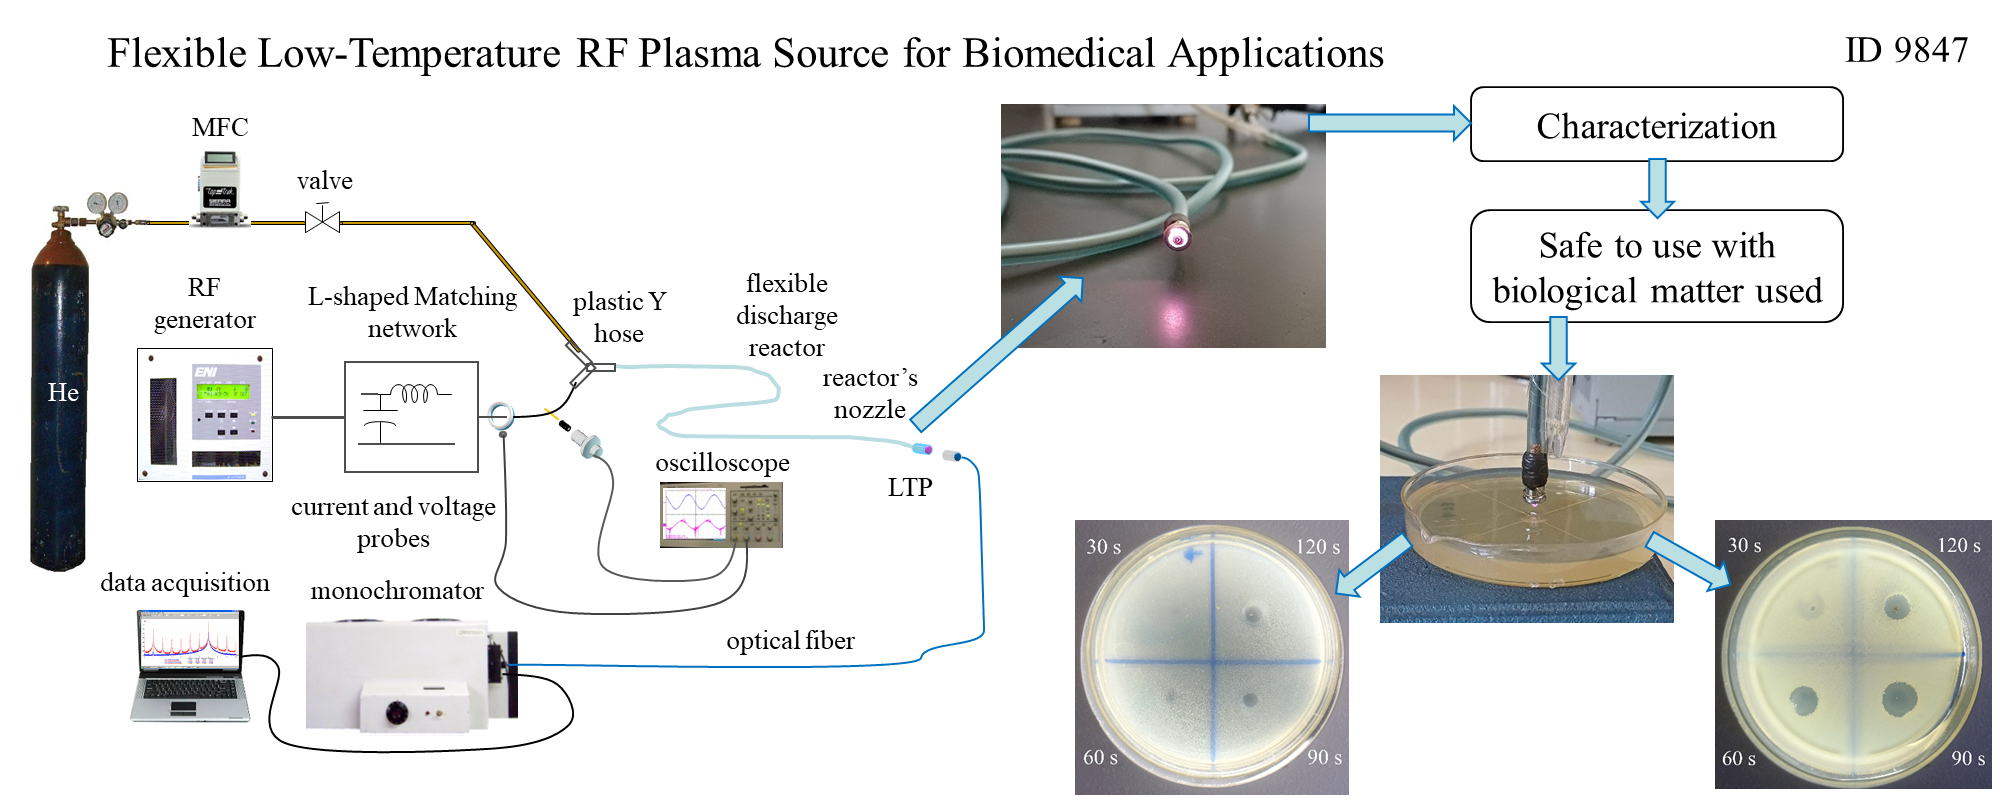 Flexible Low-Temperature RF Plasma Source for Biomedical Applications
ID 9847
MFC
valve
He
RF
generator
ENI
L-shaped Matching
network
plastic Y
hose
flexible
discharge
reactor
reactor’s
nozzle
LTP
oscilloscope
current and voltage
probes
data acquisition
monochromator
optical fiber
Characterization
Safe to use with
biological matter used
30 s
120 s
60 s
90 s
30 s
120 s
60 s
90 s